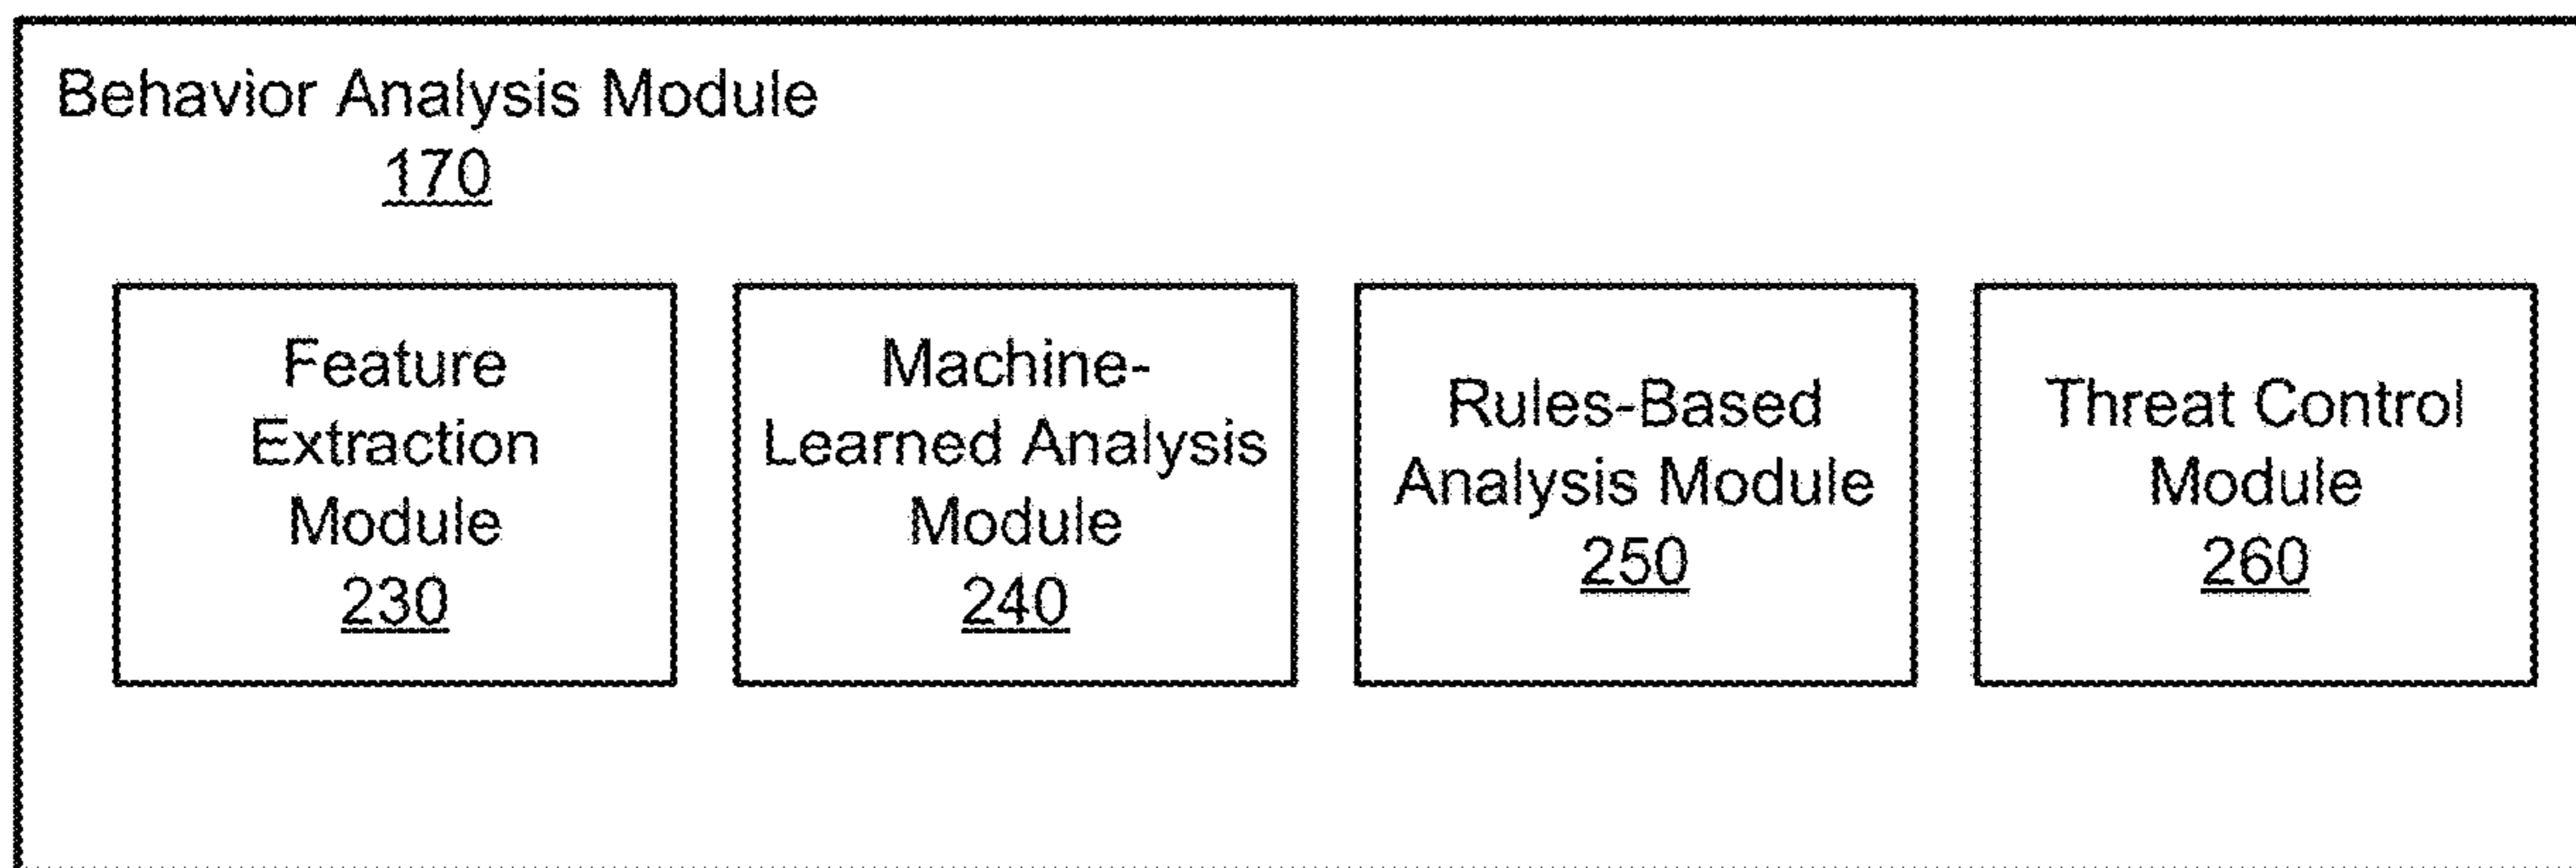 Behavior Analysis Module
170
Feature
Extraction
Module
230
Machine-
Learned Analysis
Module
240
Rules-Based
Analysis Module
250
Threat Control
Module
260